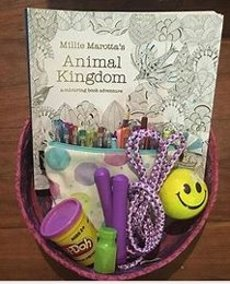 Millie Marotta's
Animal
Kingdom
a colouring book adventure
Play-Doh